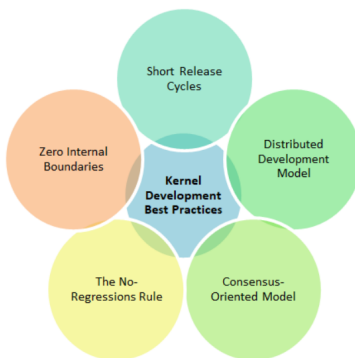 Short Release
Cycles
Zero Internal
Boundaries
Distributed
Development
Model
Kernel
Development
Best Practices
The No-
Regressions Rule
Consensus-
Oriented Model